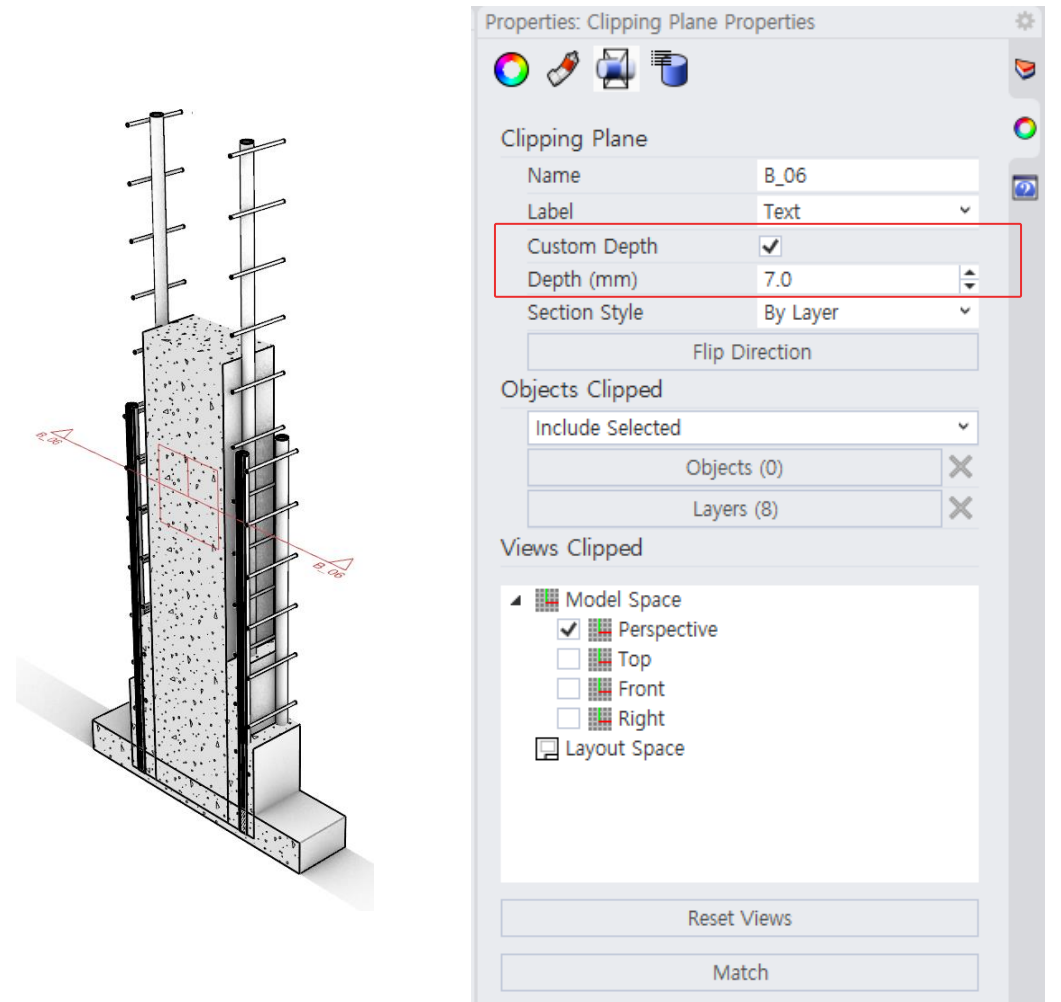 B_06
B_06
Properties: Clipping Plane Properties
Clipping Plane
Name B_06
Label Text
Custom Depth
Depth (mm) 7.0
Section Style By Layer
Flip Direction
Objects Clipped
Include Selected
Objects (0)
Layers (8)
Views Clipped
Model Space
Perspective
Top
Front
Right
Layout Space
Reset Views
Match